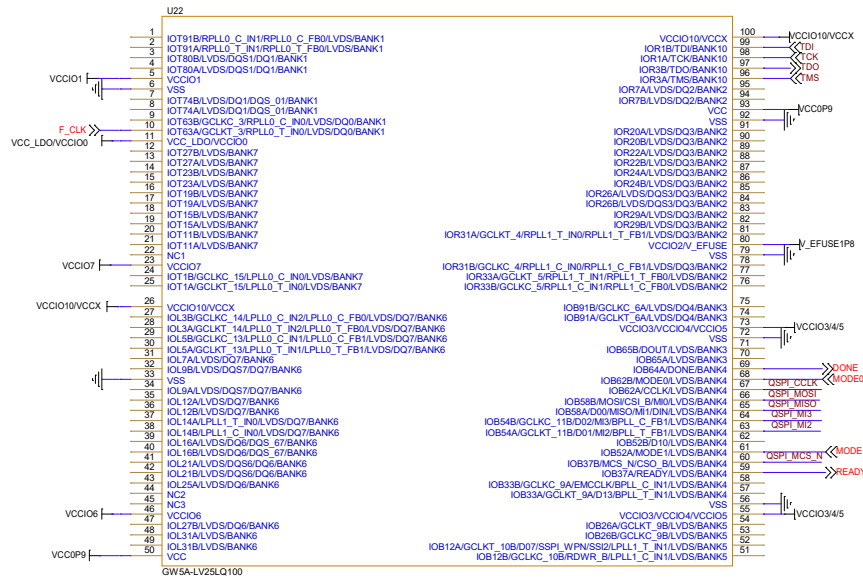 U22
1 IOT91B/RPLL0_C_IN1/RPLL0_C_FB0/LVDS/BANK1
2 IOT91A/RPLL0_T_IN1/RPLL0_T_FB0/LVDS/BANK1
3 IOT80B/LVDS/DQS1/DQ1/BANK1
4 IOT80A/LVDS/DQS1/DQ1/BANK1
VCCIO1 5 VCCIO1
6 VSS
7 IOT74B/LVDS/DQ1/DQS_01/BANK1
8 IOT74A/LVDS/DQ1/DQS_01/BANK1
9 IOT63B/GCLKC_3/RPLL0_C_IN0/LVDS/DQ0/BANK1
F_CLK 10 IOT63A/GCLKT_3/RPLL0_T_IN0/LVDS/DQ0/BANK1
VCC_LDO/VCCIO0 11 VCC_LDO/VCCIO0
12 IOT27B/LVDS/BANK7
13 IOT27A/LVDS/BANK7
14 IOT23B/LVDS/BANK7
15 IOT23A/LVDS/BANK7
16 IOT19B/LVDS/BANK7
17 IOT19A/LVDS/BANK7
18 IOT15B/LVDS/BANK7
19 IOT15A/LVDS/BANK7
20 IOT11B/LVDS/BANK7
21 IOT11A/LVDS/BANK7
22 NC1
VCCIO7 23 VCCIO7
24 IOT1B/GCLKC_15/LPLL0_C_IN0/LVDS/BANK7
25 IOT1A/GCLKT_15/LPLL0_T_IN0/LVDS/BANK7
VCCIO10/VCCX 26 VCCIO10/VCCX
27 IOL3B/GCLKC_14/LPLL0_C_IN2/LPLL0_C_FB0/LVDS/DQ7/BANK6
28 IOL3A/GCLKT_14/LPLL0_T_IN2/LPLL0_T_FB0/LVDS/DQ7/BANK6
29 IOL5B/GCLKC_13/LPLL0_C_IN1/LPLL0_C_FB1/LVDS/DQ7/BANK6
30 IOL5A/GCLKT_13/LPLL0_T_IN1/LPLL0_T_FB1/LVDS/DQ7/BANK6
31 IOL7A/LVDS/DQ7/BANK6
32 IOL9B/LVDS/DQS7/DQ7/BANK6
33 VSS
34 IOL9A/LVDS/DQS7/DQ7/BANK6
35 IOL12A/LVDS/DQ7/BANK6
36 IOL12B/LVDS/DQ7/BANK6
37 IOL14A/LPLL1_T_IN0/LVDS/DQ7/BANK6
38 IOL14B/LPLL1_C_IN0/LVDS/DQ7/BANK6
39 IOL16A/LVDS/DQ6/DQS_67/BANK6
40 IOL16B/LVDS/DQ6/DQS_67/BANK6
41 IOL21A/LVDS/DQS6/DQ6/BANK6
42 IOL21B/LVDS/DQS6/DQ6/BANK6
43 IOL25A/LVDS/DQ6/BANK6
44 NC2
45 NC3
VCCIO6 46 VCCIO6
47 IOL27B/LVDS/DQ6/BANK6
48 IOL31A/LVDS/BANK6
49 IOL31B/LVDS/BANK6
VCC0P9 50 VCC
VCCIO10/VCCX 100 VCCIO10/VCCX
IOR1B/TDI/BANK10 99 TDI
IOR1A/TCK/BANK10 98 TCK
IOR3B/TDO/BANK10 97 TDO
IOR3A/TMS/BANK10 96 TMS
IOR7A/LVDS/DQ2/BANK2 95
IOR7B/LVDS/DQ2/BANK2 94
VCC 93 VCC0P9
VSS 92
IOR20A/LVDS/DQ3/BANK2 91
IOR20B/LVDS/DQ3/BANK2 90
IOR22A/LVDS/DQ3/BANK2 89
IOR22B/LVDS/DQ3/BANK2 88
IOR24A/LVDS/DQ3/BANK2 87
IOR24B/LVDS/DQ3/BANK2 86
IOR26A/LVDS/DQS3/DQ3/BANK2 85
IOR26B/LVDS/DQS3/DQ3/BANK2 84
IOR29A/LVDS/DQ3/BANK2 83
IOR29B/LVDS/DQ3/BANK2 82
IOR31A/GCLKT_4/RPLL1_T_IN0/RPLL1_T_FB1/LVDS/DQ3/BANK2 81
VCCIO2/V_EFUSE 80 V_EFUSE1P8
VSS 79
IOR31B/GCLKC_4/RPLL1_C_IN0/RPLL1_C_FB1/LVDS/DQ3/BANK2 78
IOR33A/GCLKT_5/RPLL1_T_IN1/RPLL1_T_FB0/LVDS/BANK2 77
IOR33B/GCLKC_5/RPLL1_C_IN1/RPLL1_C_FB0/LVDS/BANK2 76
IOB91B/GCLKC_6A/LVDS/DQ4/BANK3 75
IOB91A/GCLKT_6A/LVDS/DQ4/BANK3 74
VCCIO3/VCCIO4/VCCIO5 73 VCCIO3/4/5
VSS 72
IOB65B/DOUT/LVDS/BANK3 71
IOB65A/LVDS/BANK3 70
IOB64A/DONE/BANK4 69 DONE
IOB62B/MODE0/LVDS/BANK4 68 MODE0
IOB62A/CCLK/LVDS/BANK4 67 QSPI_CCLK
IOB58B/MOSI/CSI_B/MI0/LVDS/BANK4 66 QSPI_MOSI
IOB58A/D00/MISO/MI1/DIN/LVDS/BANK4 65 QSPI_MISO
IOB54B/GCLKC_11B/D02/MI3/BPLL_C_FB1/LVDS/BANK4 64 QSPI_MI3
IOB54A/GCLKT_11B/D01/MI2/BPLL_T_FB1/LVDS/BANK4 63 QSPI_MI2
IOB52B/D10/LVDS/BANK4 62
IOB52A/MODE1/LVDS/BANK4 61 MODE
IOB37B/MCS_N/CSO_B/LVDS/BANK4 60 QSPI_MCS_N
IOB37A/READY/LVDS/BANK4 59 READY
IOB33B/GCLKC_9A/EMCCLK/BPLL_C_IN1/LVDS/BANK4 58
IOB33A/GCLKT_9A/D13/BPLL_T_IN1/LVDS/BANK4 57
VSS 56
VCCIO3/VCCIO4/VCCIO5 55 VCCIO3/4/5
IOB26A/GCLKT_9B/LVDS/BANK5 54
IOB26B/GCLKC_9B/LVDS/BANK5 53
IOB12A/GCLKT_10B/D07/SSPI_WPN/SSI2/LPLL1_T_IN1/LVDS/BANK5 52
IOB12B/GCLKC_10B/RDWR_B/LPLL1_C_IN1/LVDS/BANK5 51
GW5A-LV25LQ100